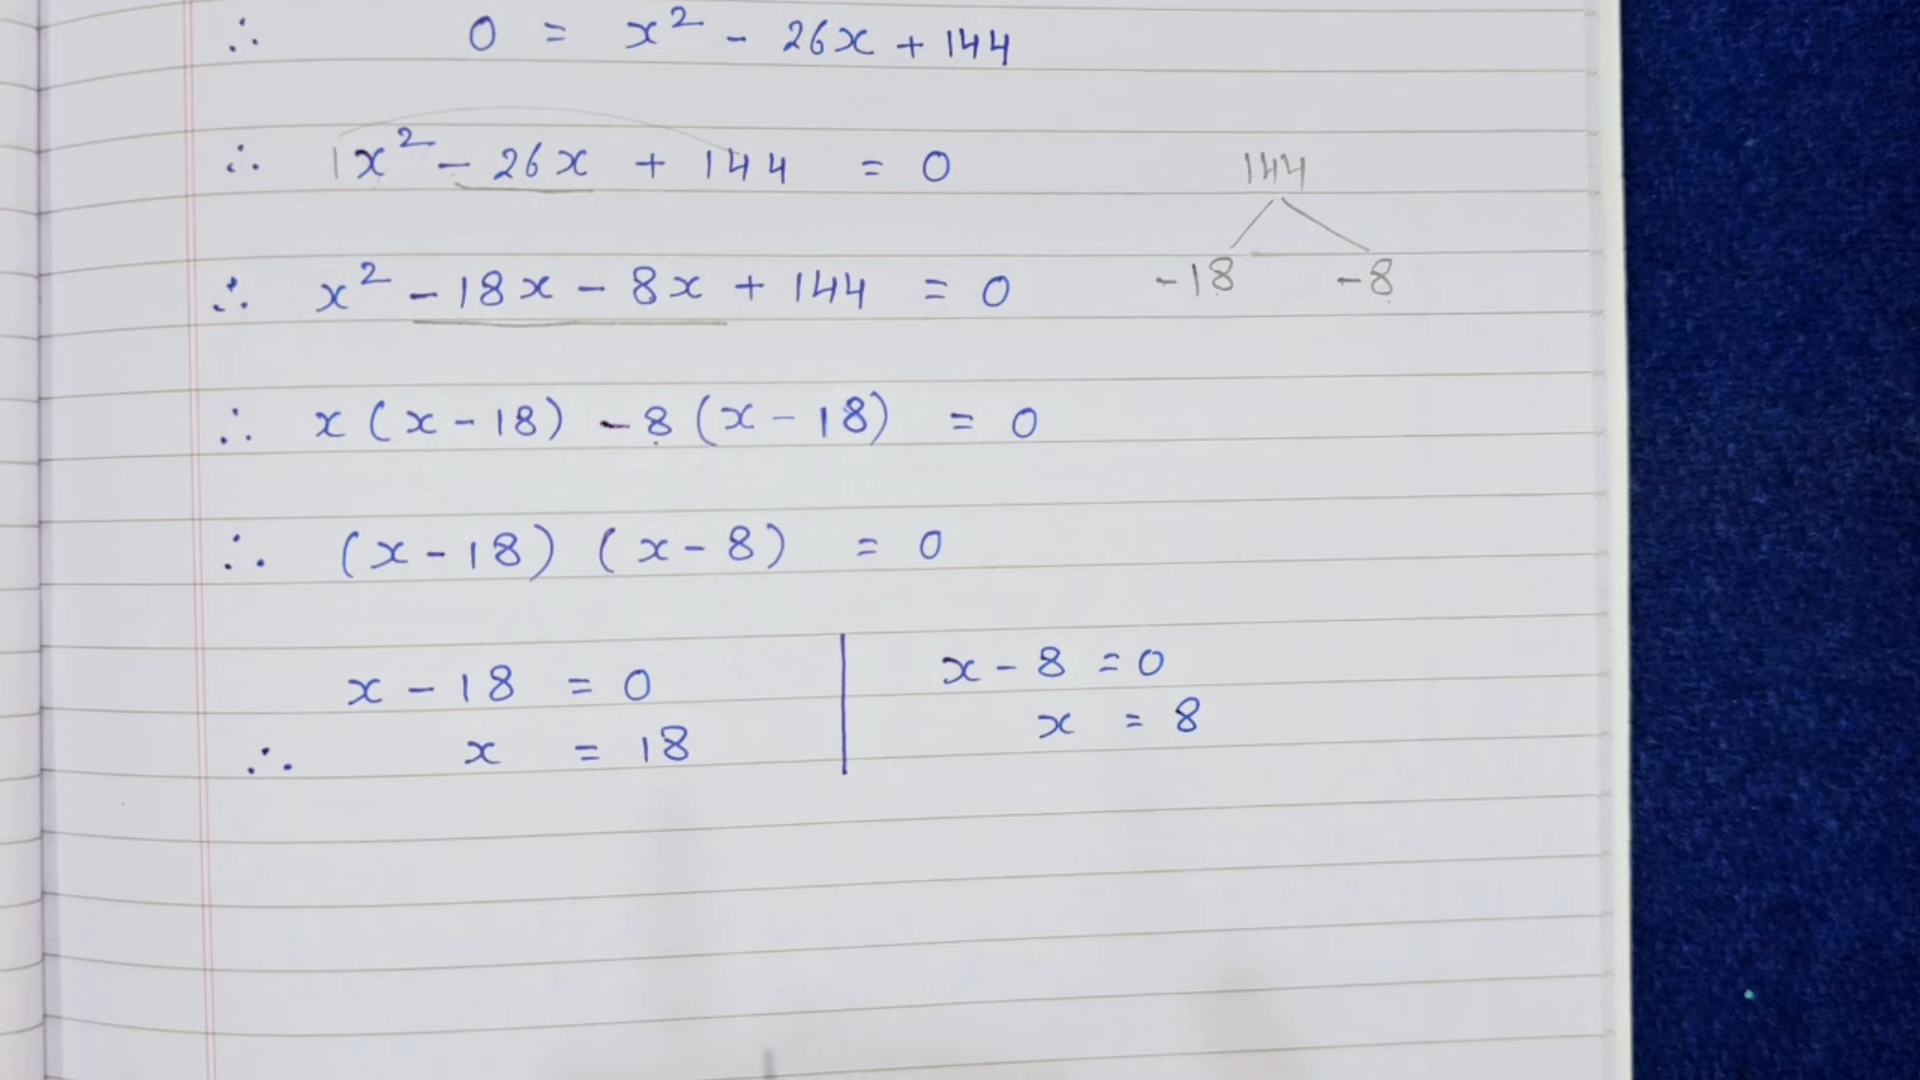 ∴ 0 = x² - 26x + 144
∴ 1x² - 26x + 144 = 0
144
∴ x² - 18x - 8x + 144 = 0
-18 -8
∴ x(x - 18) - 8(x - 18) = 0
∴ (x - 18) (x - 8) = 0
x - 18 = 0
∴ x = 18
x - 8 = 0
x = 8